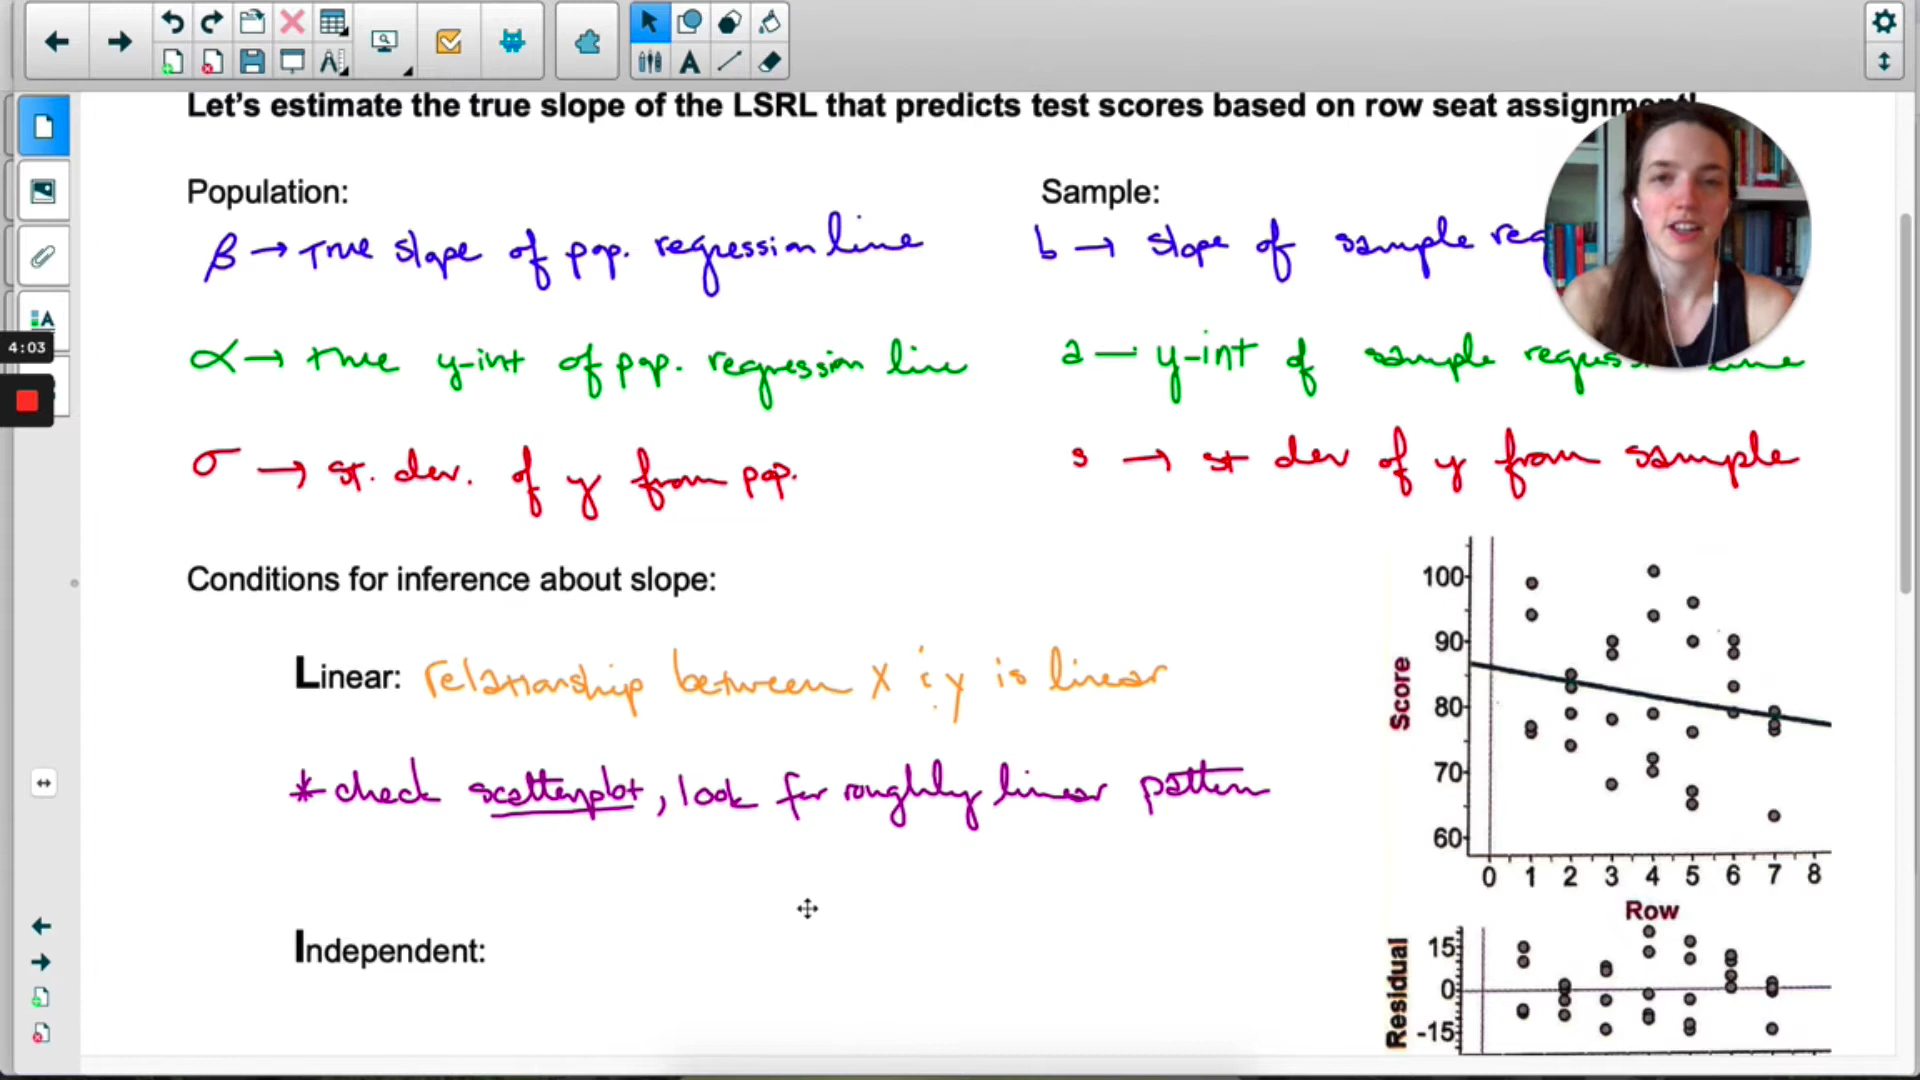 Let's estimate the true slope of the LSRL that predicts test scores based on row seat assignment!
Population:
Sample:
β → True slope of pop. regression line
b → slope of sample reg
α → true y-int of pop. regression line
a — y-int of sample regression line
σ → st. dev. of y from pop.
s → st dev of y from sample
4:03
Conditions for inference about slope:
Linear: relationship between x & y is linear
* check scatterplot, look for roughly linear pattern
Independent:
Score
100
90
80
70
60
0 1 2 3 4 5 6 7 8
Row
Residual
15
0
-15